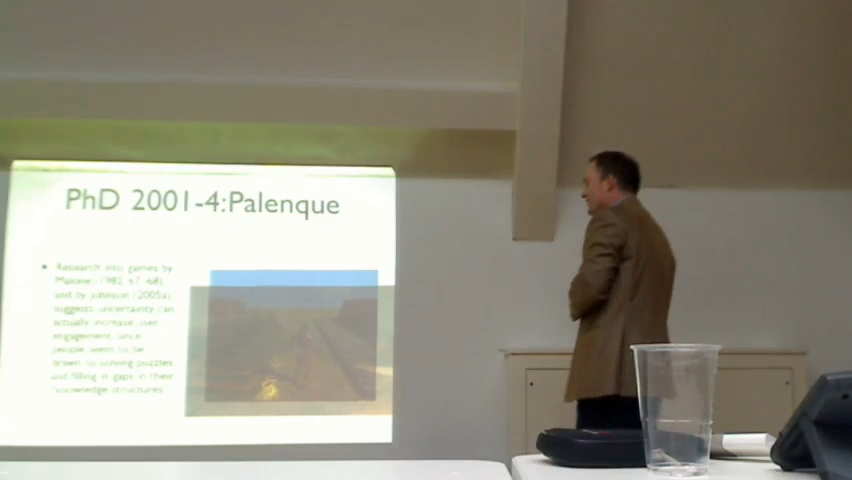 PhD 2001-4:Palenque
• Research into games by
Malone (1982: 67-68),
and by Johnson (2005a),
suggests uncertainty can
actually increase user
engagement, since
people seem to be
drawn to solving puzzles
and filling in gaps in their
knowledge structures.